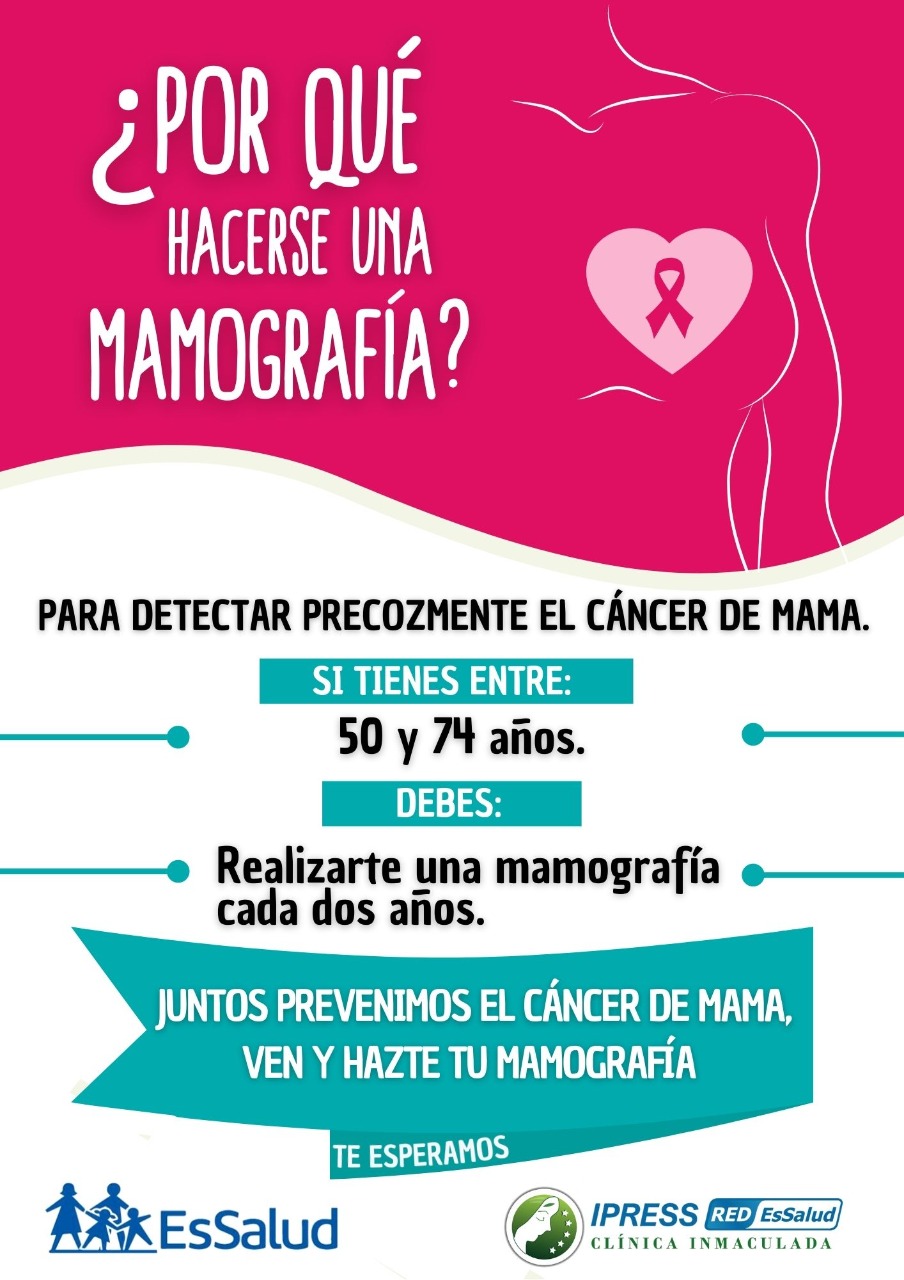 ¿POR QUÉ
HACERSE UNA
MAMOGRAFÍA?
PARA DETECTAR PRECOZMENTE EL CÁNCER DE MAMA.
SI TIENES ENTRE:
50 y 74 años.
DEBES:
Realizarte una mamografía
cada dos años.
JUNTOS PREVENIMOS EL CÁNCER DE MAMA,
VEN Y HAZTE TU MAMOGRAFÍA
TE ESPERAMOS
EsSalud
IPRESS RED EsSalud
CLÍNICA INMACULADA